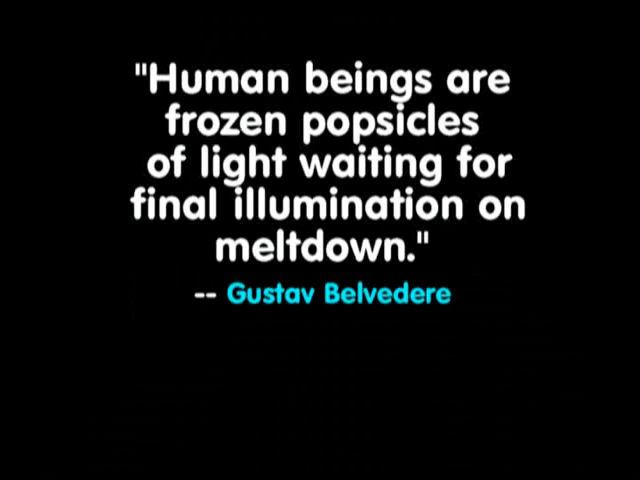 "Human beings are
frozen popsicles
of light waiting for
final illumination on
meltdown."
-- Gustav Belvedere